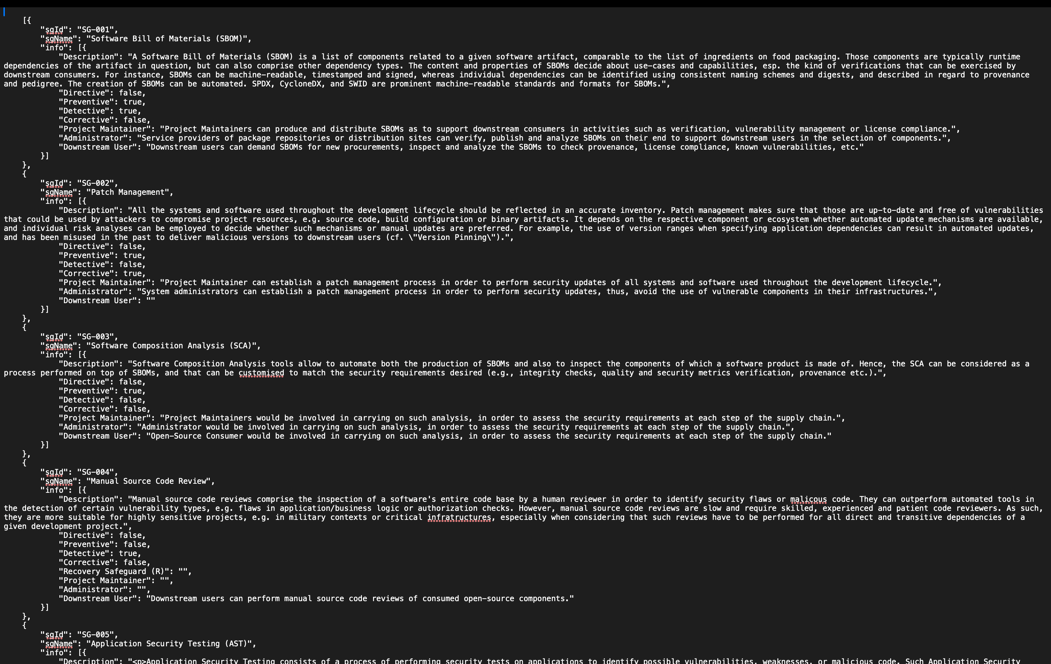 [{
"sgId": "SG-001",
"sgName": "Software Bill of Materials (SBOM)",
"info": [{
"Description": "A Software Bill of Materials (SBOM) is a list of components related to a given software artifact, comparable to the list of ingredients on food packaging. Those components are typically runtime
dependencies of the artifact in question, but can also comprise other dependency types. The content and properties of SBOMs decide about use-cases and capabilities, esp. the kind of verifications that can be exercised by
downstream consumers. For instance, SBOMs can be machine-readable, timestamped and signed, whereas individual dependencies can be identified using consistent naming schemes and digests, and described in regard to provenance
and pedigree. The creation of SBOMs can be automated. SPDX, CycloneDX, and SWID are prominent machine-readable standards and formats for SBOMs.",
"Directive": false,
"Preventive": true,
"Detective": true,
"Corrective": false,
"Project Maintainer": "Project Maintainers can produce and distribute SBOMs as to support downstream consumers in activities such as verification, vulnerability management or license compliance.",
"Administrator": "Service providers of package repositories or distribution sites can verify, publish and analyze SBOMs on their end to support downstream users in the selection of components.",
"Downstream User": "Downstream users can demand SBOMs for new procurements, inspect and analyze the SBOMs to check provenance, license compliance, known vulnerabilities, etc."
}]
},
{
"sgId": "SG-002",
"sgName": "Patch Management",
"info": [{
"Description": "All the systems and software used throughout the development lifecycle should be reflected in an accurate inventory. Patch management makes sure that those are up-to-date and free of vulnerabilities
that could be used by attackers to compromise project resources, e.g. source code, build configuration or binary artifacts. It depends on the respective component or ecosystem whether automated update mechanisms are available,
and individual risk analyses can be employed to decide whether such mechanisms or manual updates are preferred. For example, the use of version ranges when specifying application dependencies can result in automated updates,
and has been misused in the past to deliver malicious versions to downstream users (cf. \"Version Pinning\").",
"Directive": false,
"Preventive": true,
"Detective": false,
"Corrective": true,
"Project Maintainer": "Project Maintainer can establish a patch management process in order to perform security updates of all systems and software used throughout the development lifecycle.",
"Administrator": "System administrators can establish a patch management process in order to perform security updates, thus, avoid the use of vulnerable components in their infrastructures.",
"Downstream User": ""
}]
},
{
"sgId": "SG-003",
"sgName": "Software Composition Analysis (SCA)",
"info": [{
"Description": "Software Composition Analysis tools allow to automate both the production of SBOMs and also to inspect the components of which a software product is made of. Hence, the SCA can be considered as a
process performed on top of SBOMs, and that can be customised to match the security requirements desired (e.g., integrity checks, quality and security metrics verification, provenance etc.).",
"Directive": false,
"Preventive": true,
"Detective": false,
"Corrective": false,
"Project Maintainer": "Project Maintainers would be involved in carrying on such analysis, in order to assess the security requirements at each step of the supply chain.",
"Administrator": "Administrator would be involved in carrying on such analysis, in order to assess the security requirements at each step of the supply chain.",
"Downstream User": "Open-Source Consumer would be involved in carrying on such analysis, in order to assess the security requirements at each step of the supply chain."
}]
},
{
"sgId": "SG-004",
"sgName": "Manual Source Code Review",
"info": [{
"Description": "Manual source code reviews comprise the inspection of a software's entire code base by a human reviewer in order to identify security flaws or malicous code. They can outperform automated tools in
the detection of certain vulnerability types, e.g. flaws in application/business logic or authorization checks. However, manual source code reviews are slow and require skilled, experienced and patient code reviewers. As such,
they are more suitable for highly sensitive projects, e.g. in military contexts or critical infratructures, especially when considering that such reviews have to be performed for all direct and transitive dependencies of a
given development project.",
"Directive": false,
"Preventive": false,
"Detective": true,
"Corrective": false,
"Recovery Safeguard (R)": "",
"Project Maintainer": "",
"Administrator": "",
"Downstream User": "Downstream users can perform manual source code reviews of consumed open-source components."
}]
},
{
"sgId": "SG-005",
"sgName": "Application Security Testing (AST)",
"info": [{
"Description": "<p>Application Security Testing consists of a process of performing security tests on applications to identify possible vulnerabilities, weaknesses, or malicious code. Such Application Security